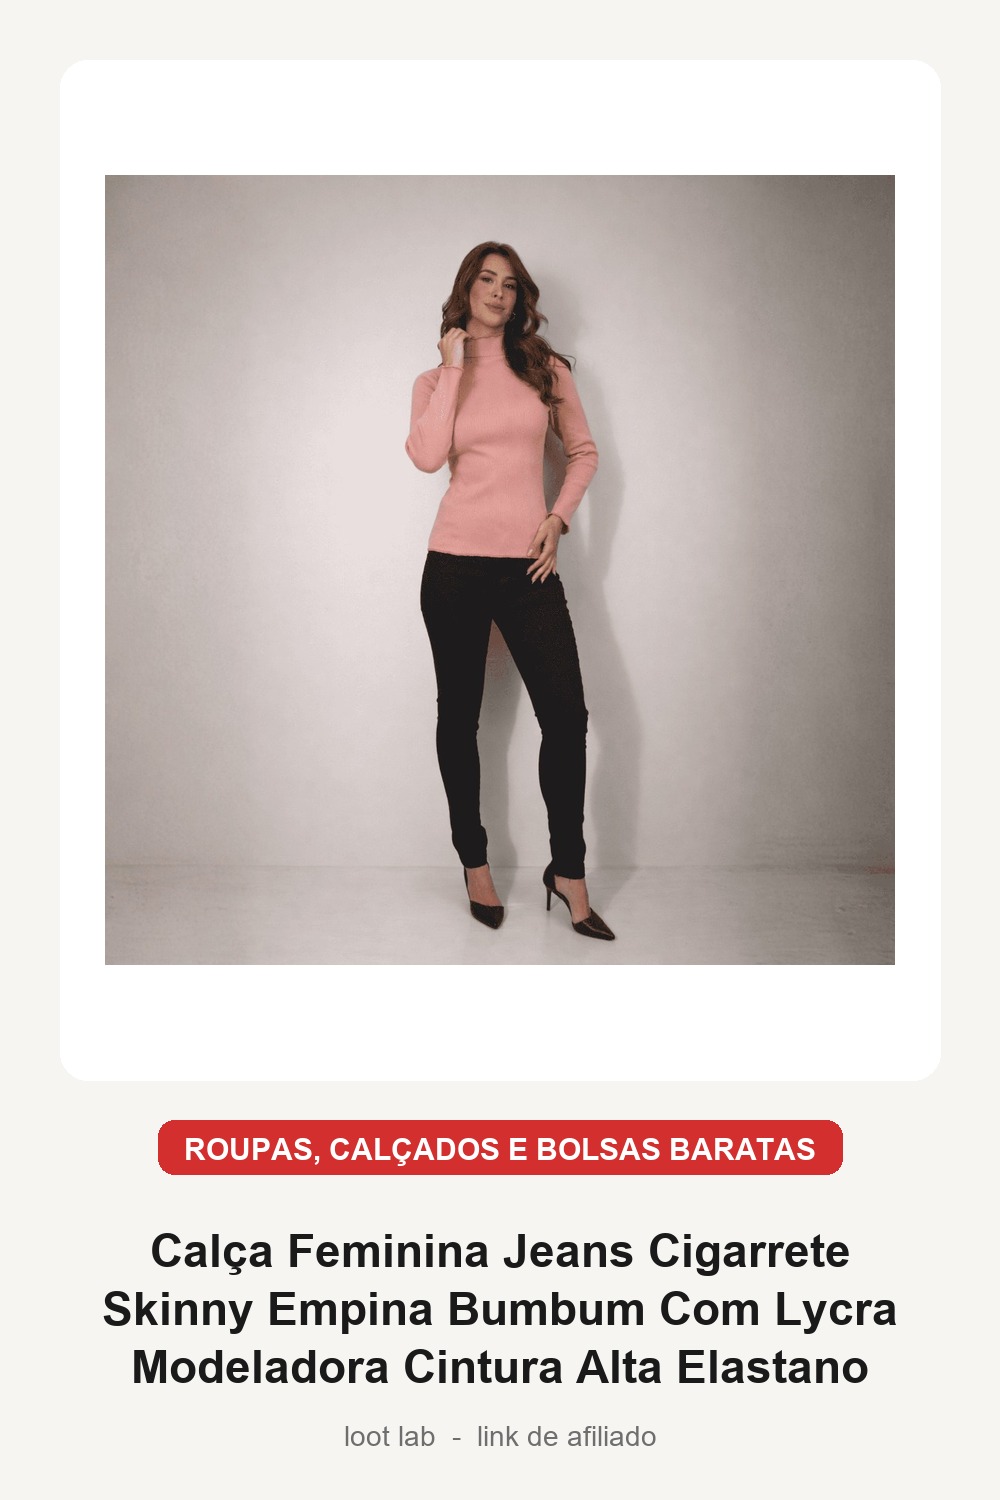 ROUPAS, CALÇADOS E BOLSAS BARATAS
Calça Feminina Jeans Cigarrete
Skinny Empina Bumbum Com Lycra
Modeladora Cintura Alta Elastano
loot lab - link de afiliado